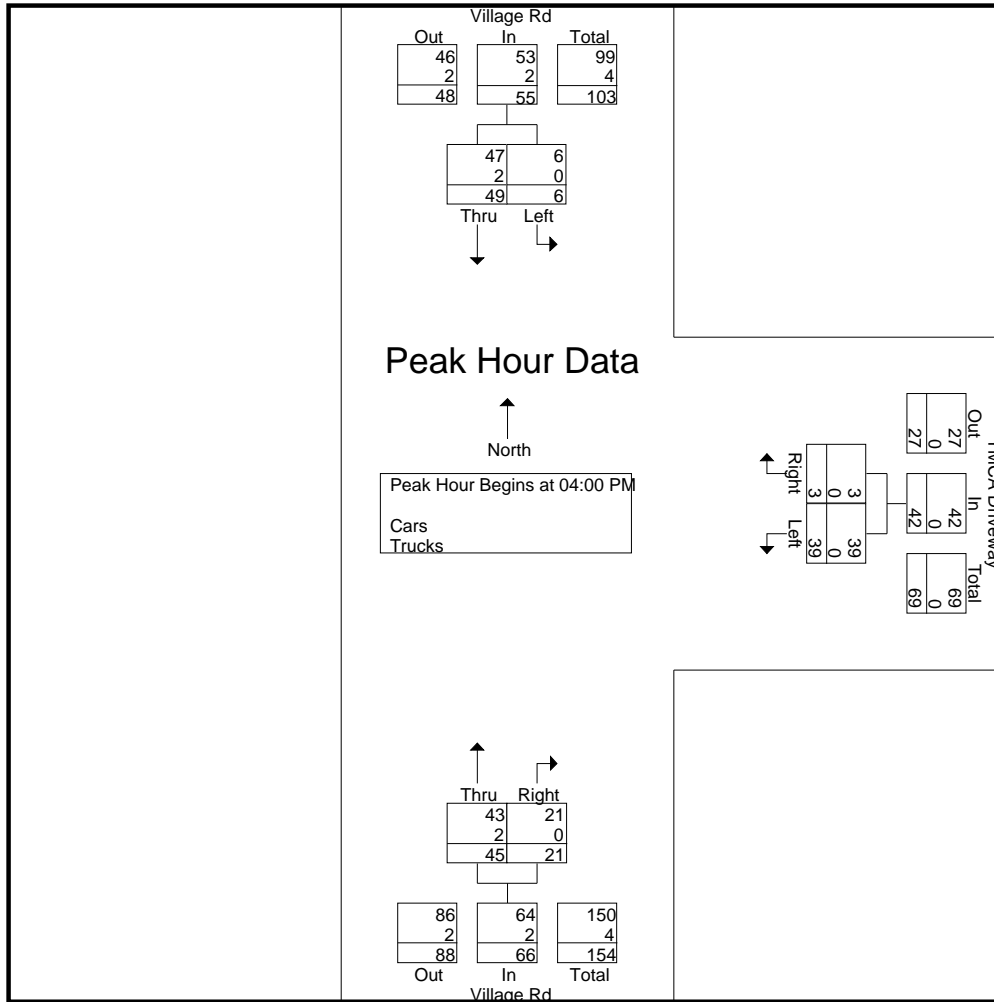 Village Rd
Out In Total
46 53 99
2 2 4
48 55 103
47 6
2 0
49 6
Thru Left
Peak Hour Data
North
Peak Hour Begins at 04:00 PM
Cars
Trucks
Driveway
Out In Total
27 42 69
0 0 0
27 42 69
Right Left
3 39
0 0
3 39
Thru Right
43 21
2 0
45 21
86 64 150
2 2 4
88 66 154
Out In Total
Village Rd